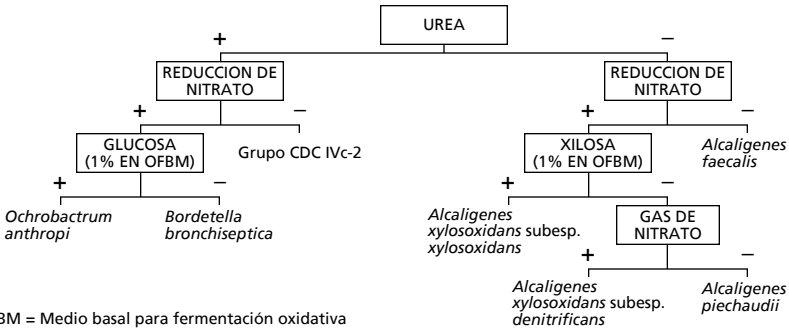 UREA
+
–
REDUCCION DE
NITRATO
REDUCCION DE
NITRATO
+
–
+
–
GLUCOSA
(1% EN OFBM)
Grupo CDC IVc-2
XILOSA
(1% EN OFBM)
Alcaligenes
faecalis
+
–
+
–
Ochrobactrum
anthropi
Bordetella
bronchiseptica
Alcaligenes
xylosoxidans subesp.
xylosoxidans
GAS DE
NITRATO
+
–
Alcaligenes
xylosoxidans subesp.
denitrificans
Alcaligenes
piechaudii
BM = Medio basal para fermentación oxidativa